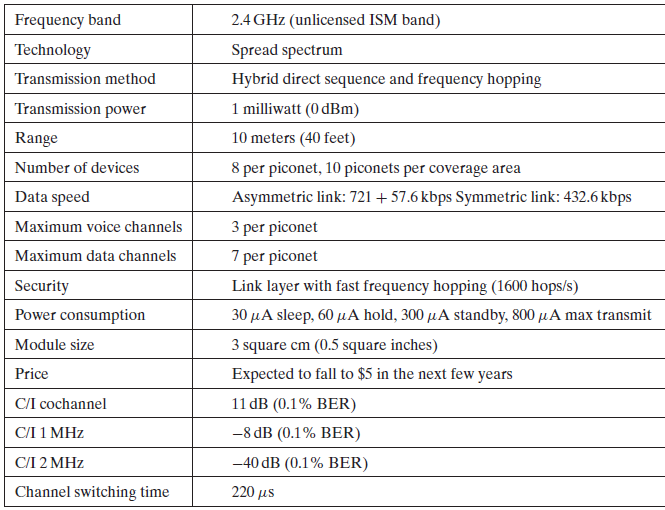 Frequency band 2.4 GHz (unlicensed ISM band)
Technology Spread spectrum
Transmission method Hybrid direct sequence and frequency hopping
Transmission power 1 milliwatt (0 dBm)
Range 10 meters (40 feet)
Number of devices 8 per piconet, 10 piconets per coverage area
Data speed Asymmetric link: 721 + 57.6 kbps Symmetric link: 432.6 kbps
Maximum voice channels 3 per piconet
Maximum data channels 7 per piconet
Security Link layer with fast frequency hopping (1600 hops/s)
Power consumption 30 μA sleep, 60 μA hold, 300 μA standby, 800 μA max transmit
Module size 3 square cm (0.5 square inches)
Price Expected to fall to $5 in the next few years
C/I cochannel 11 dB (0.1% BER)
C/I 1 MHz −8 dB (0.1% BER)
C/I 2 MHz −40 dB (0.1% BER)
Channel switching time 220 μs